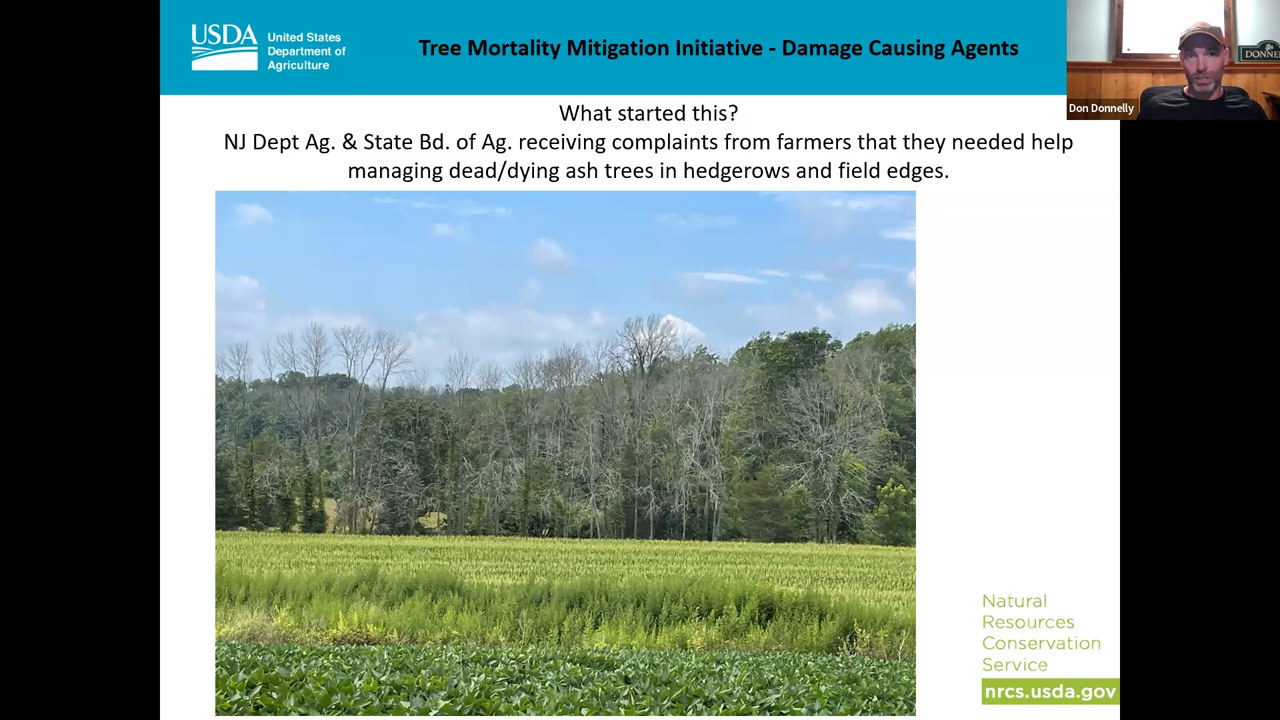 USDA
United States
Department of
Agriculture
Tree Mortality Mitigation Initiative - Damage Causing Agents
Don Donnelly
What started this?
NJ Dept Ag. & State Bd. of Ag. receiving complaints from farmers that they needed help
managing dead/dying ash trees in hedgerows and field edges.
Natural
Resources
Conservation
Service
nrcs.usda.gov